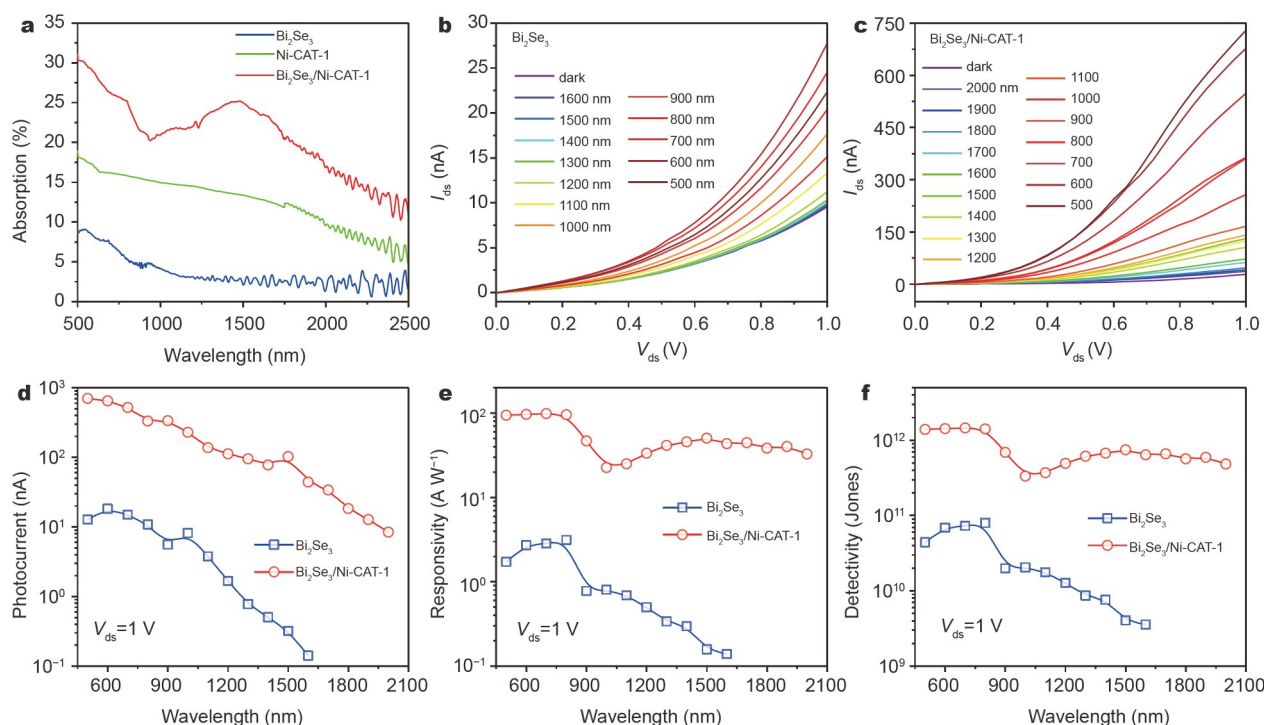 a
35
30
25
20
15
10
5
0
Absorption (%)
Bi₂Se₃
Ni-CAT-1
Bi₂Se₃/Ni-CAT-1
500 1000 1500 2000 2500
Wavelength (nm)
b
30
25
20
15
10
5
0
I_ds (nA)
Bi₂Se₃
dark
1600 nm
1500 nm
1400 nm
1300 nm
1200 nm
1100 nm
1000 nm
900 nm
800 nm
700 nm
600 nm
500 nm
0.0 0.2 0.4 0.6 0.8 1.0
V_ds (V)
c
750
600
450
300
150
0
I_ds (nA)
Bi₂Se₃/Ni-CAT-1
dark
2000 nm
1900
1800
1700
1600
1500
1400
1300
1200
1100
1000
900
800
700
600
500
0.0 0.2 0.4 0.6 0.8 1.0
V_ds (V)
d
10³
10²
10¹
10⁰
10⁻¹
Photocurrent (nA)
Bi₂Se₃
Bi₂Se₃/Ni-CAT-1
V_ds=1 V
600 900 1200 1500 1800 2100
Wavelength (nm)
e
10²
10¹
10⁰
10⁻¹
Responsivity (A W⁻¹)
Bi₂Se₃
Bi₂Se₃/Ni-CAT-1
V_ds=1 V
600 900 1200 1500 1800 2100
Wavelength (nm)
f
10¹²
10¹¹
10¹⁰
10⁹
Detectivity (Jones)
Bi₂Se₃
Bi₂Se₃/Ni-CAT-1
V_ds=1 V
600 900 1200 1500 1800 2100
Wavelength (nm)